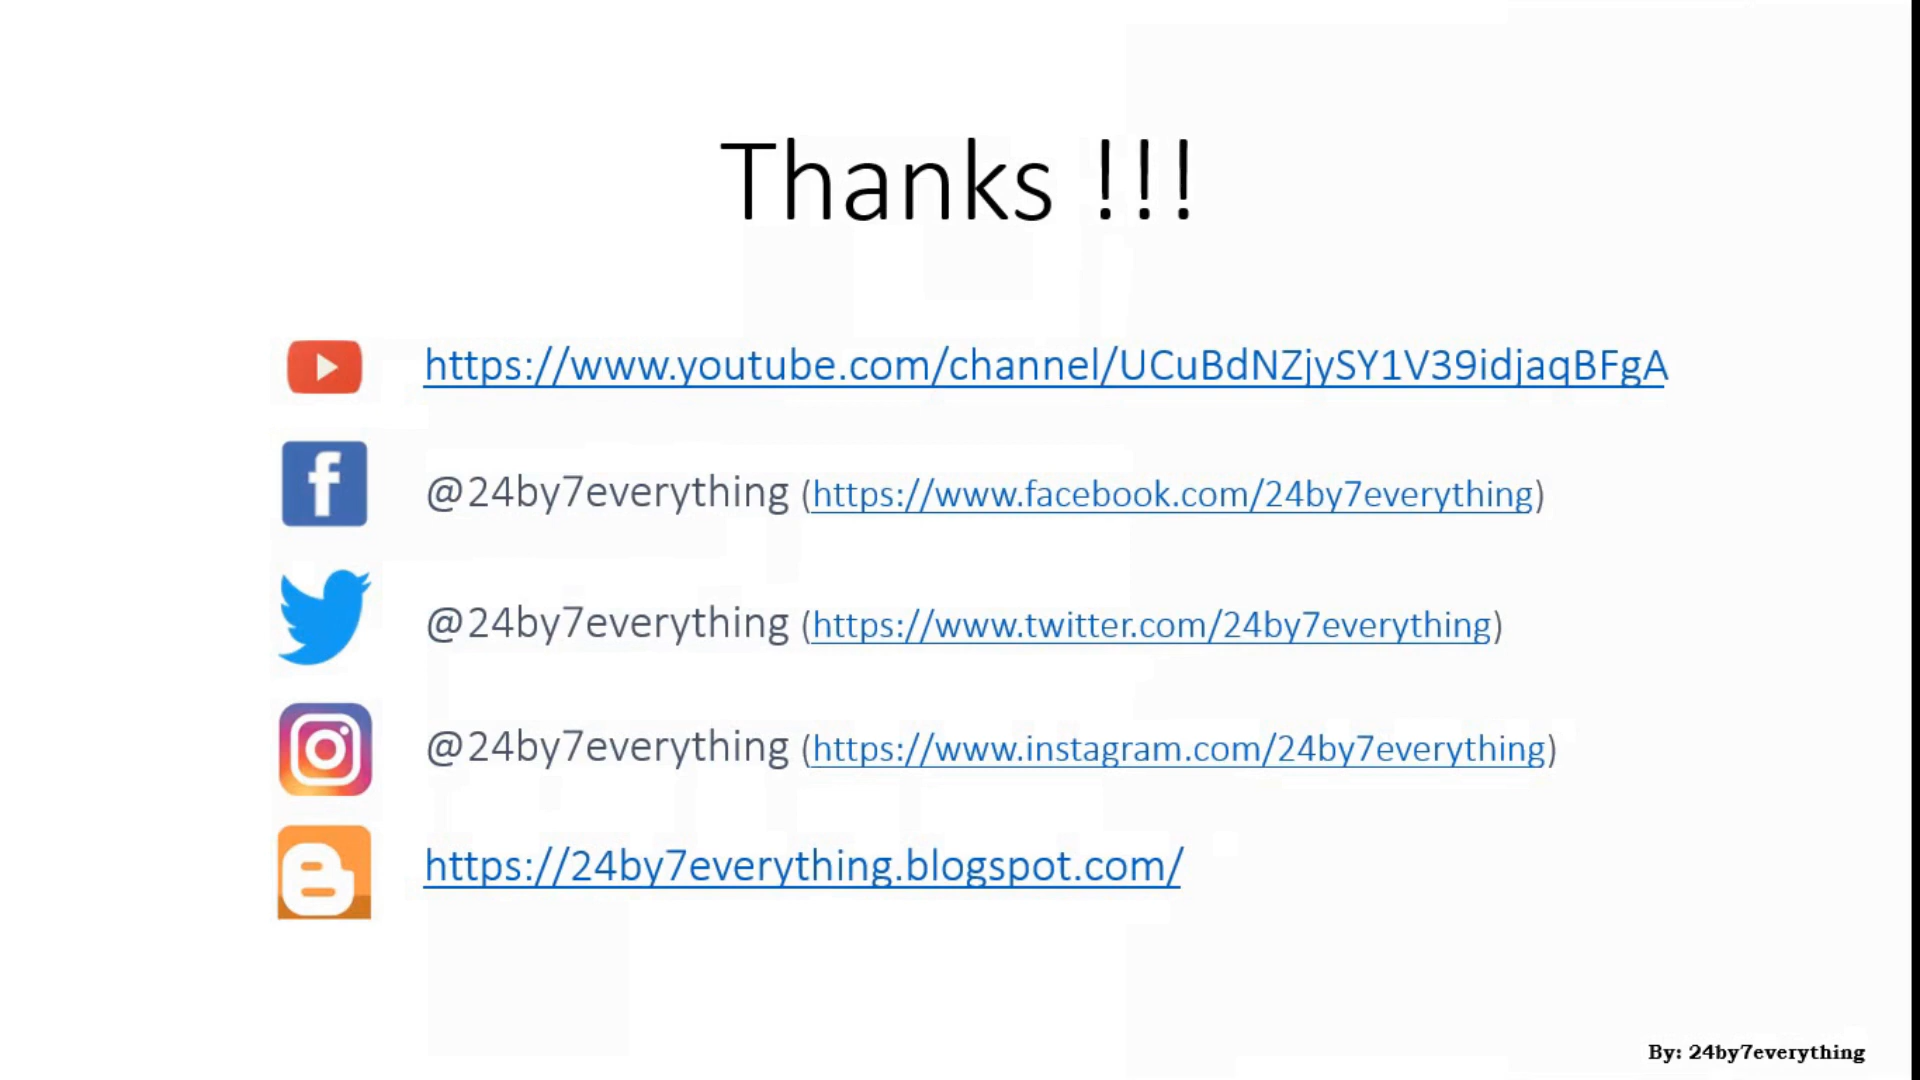 Thanks !!!
https://www.youtube.com/channel/UCuBdNZjySY1V39idjaqBFgA
@24by7everything (https://www.facebook.com/24by7everything)
@24by7everything (https://www.twitter.com/24by7everything)
@24by7everything (https://www.instagram.com/24by7everything)
https://24by7everything.blogspot.com/
By: 24by7everything